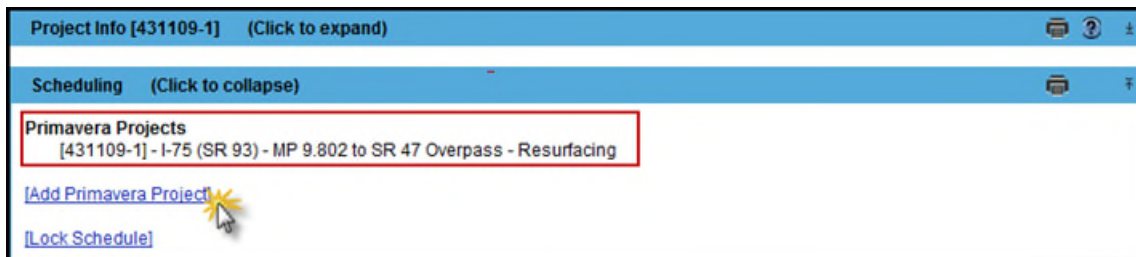 Project Info [431109-1] (Click to expand)
Scheduling (Click to collapse)
Primavera Projects
[431109-1] - I-75 (SR 93) - MP 9.802 to SR 47 Overpass - Resurfacing
[Add Primavera Project]
[Lock Schedule]